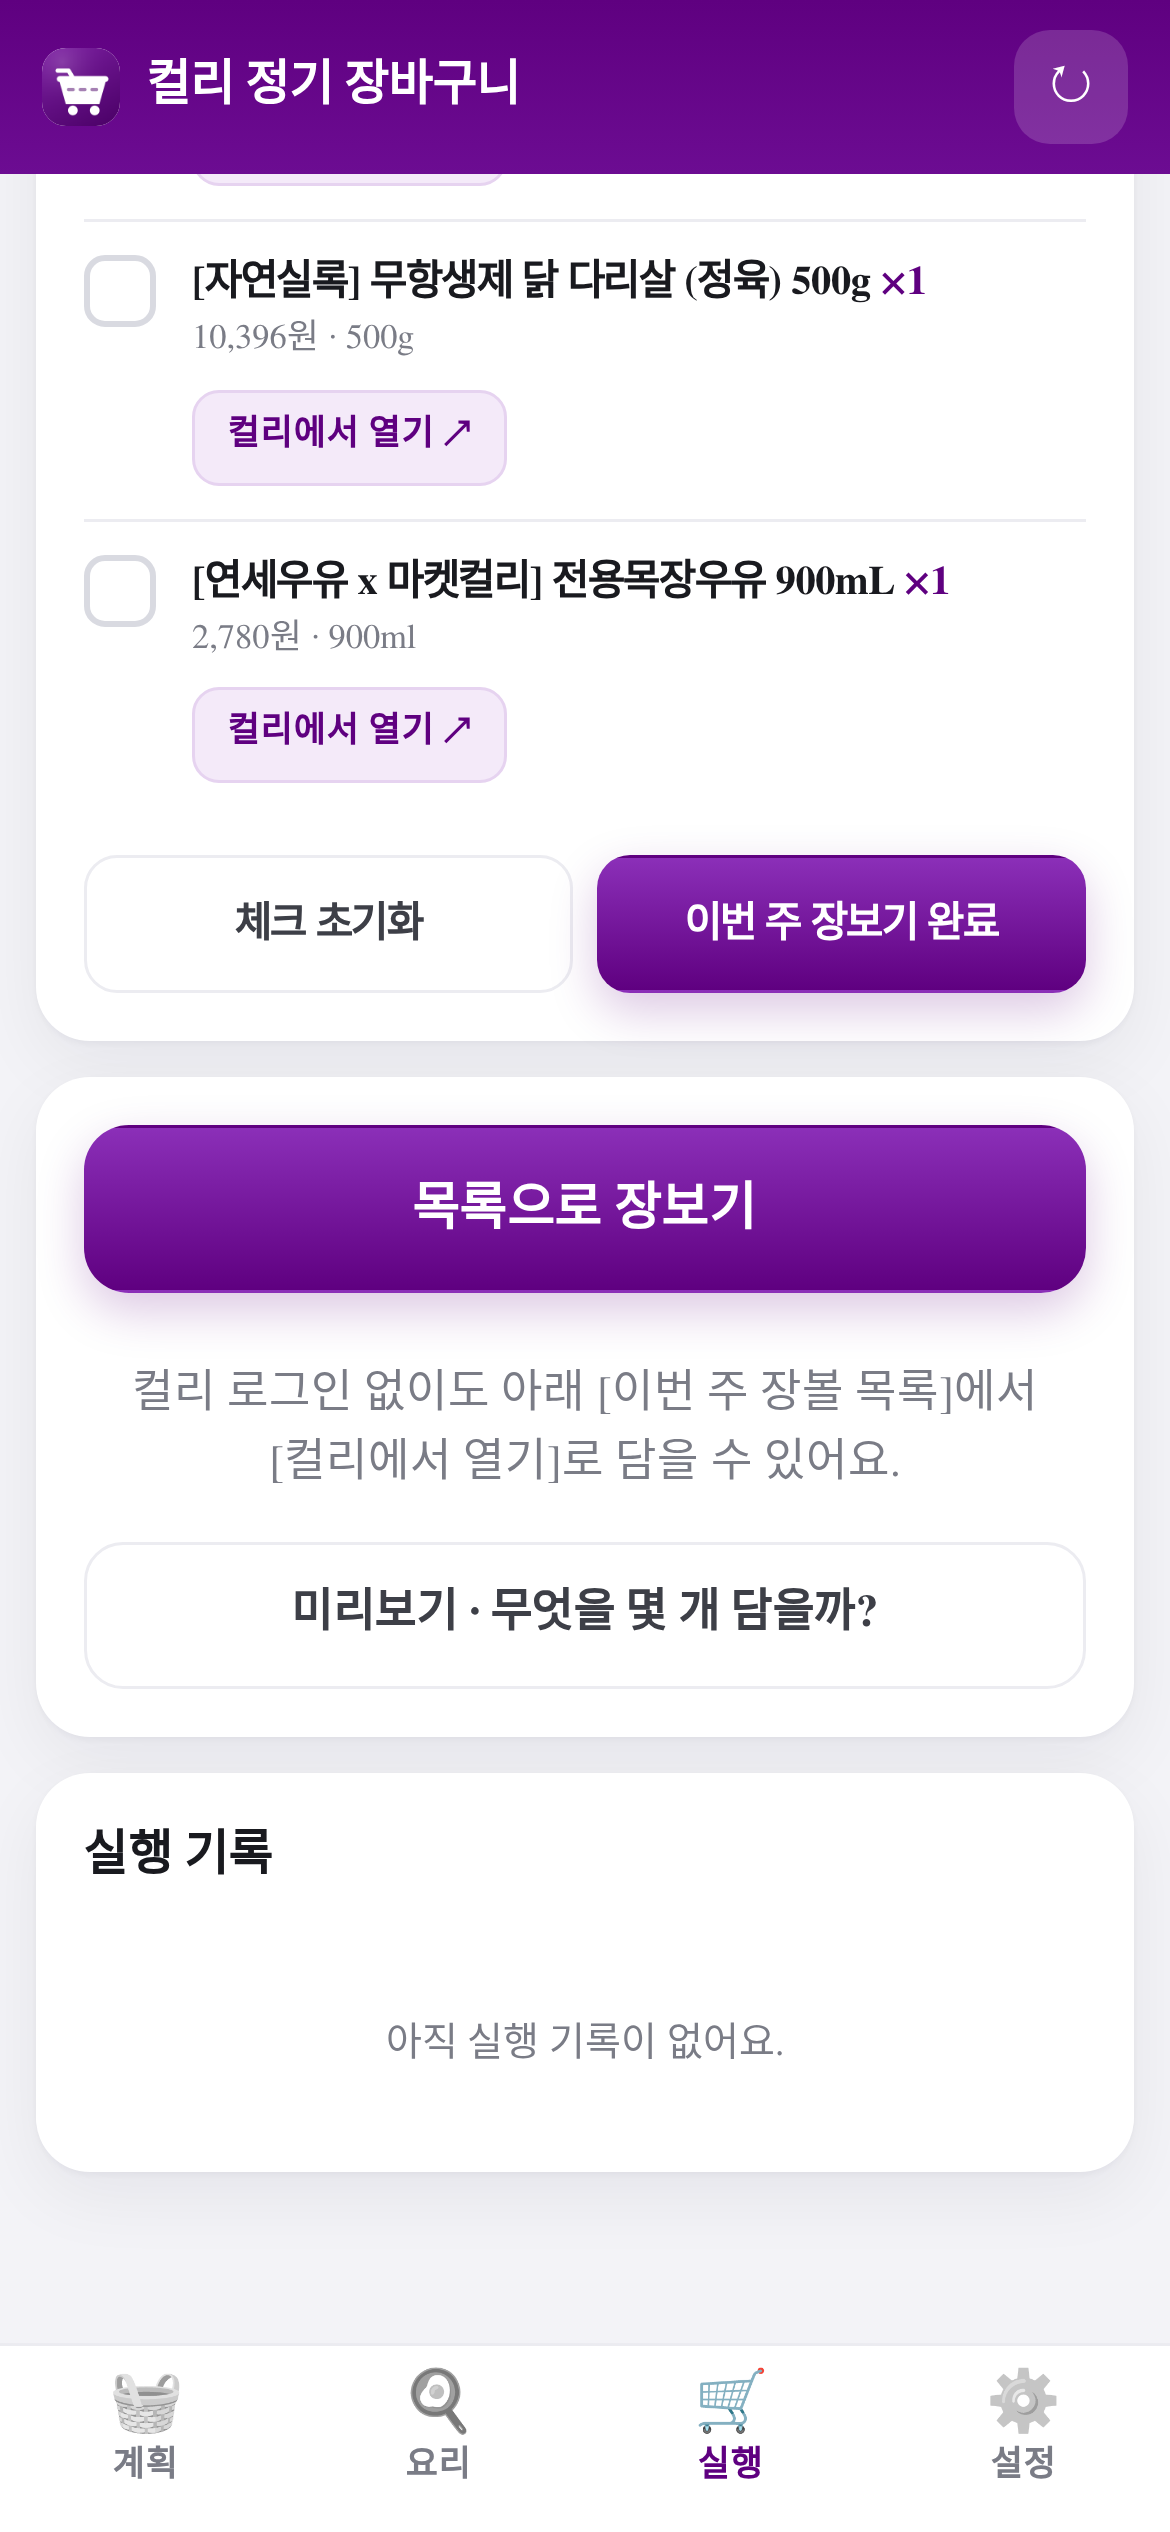 컬리 정기 장바구니
[자연실록] 무항생제 닭 다리살 (정육) 500g ×1
10,396원 · 500g
컬리에서 열기 ↗
[연세우유 x 마켓컬리] 전용목장우유 900mL ×1
2,780원 · 900ml
컬리에서 열기 ↗
체크 초기화
이번 주 장보기 완료
목록으로 장보기
컬리 로그인 없이도 아래 [이번 주 장볼 목록]에서
[컬리에서 열기]로 담을 수 있어요.
미리보기 · 무엇을 몇 개 담을까?
실행 기록
아직 실행 기록이 없어요.
계획
요리
실행
설정